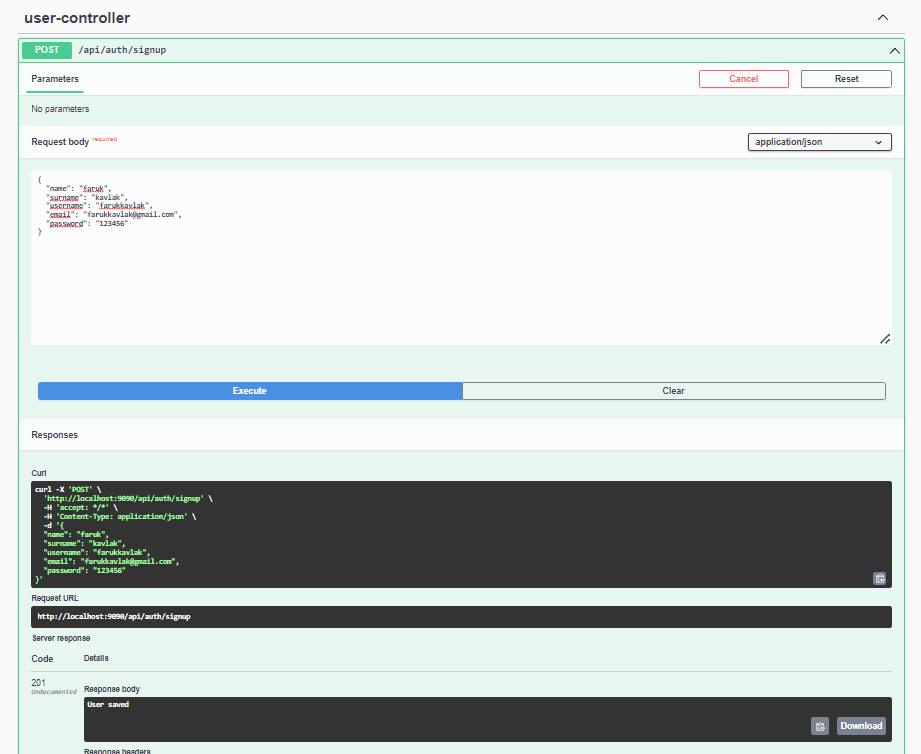 user-controller
POST /api/auth/signup
Parameters
Cancel
Reset
No parameters
Request body required
application/json
{
"name": "faruk",
"surname": "kavlak",
"username": "farukkavlak",
"email": "farukkavlak@gmail.com",
"password": "123456"
}
Execute
Clear
Responses
Curl
curl -X 'POST' \
'http://localhost:9090/api/auth/signup' \
-H 'accept: */*' \
-H 'Content-Type: application/json' \
-d '{
"name": "faruk",
"surname": "kavlak",
"username": "farukkavlak",
"email": "farukkavlak@gmail.com",
"password": "123456"
}'
Request URL
http://localhost:9090/api/auth/signup
Server response
Code Details
201
Undocumented
Response body
User saved
Download
Response headers